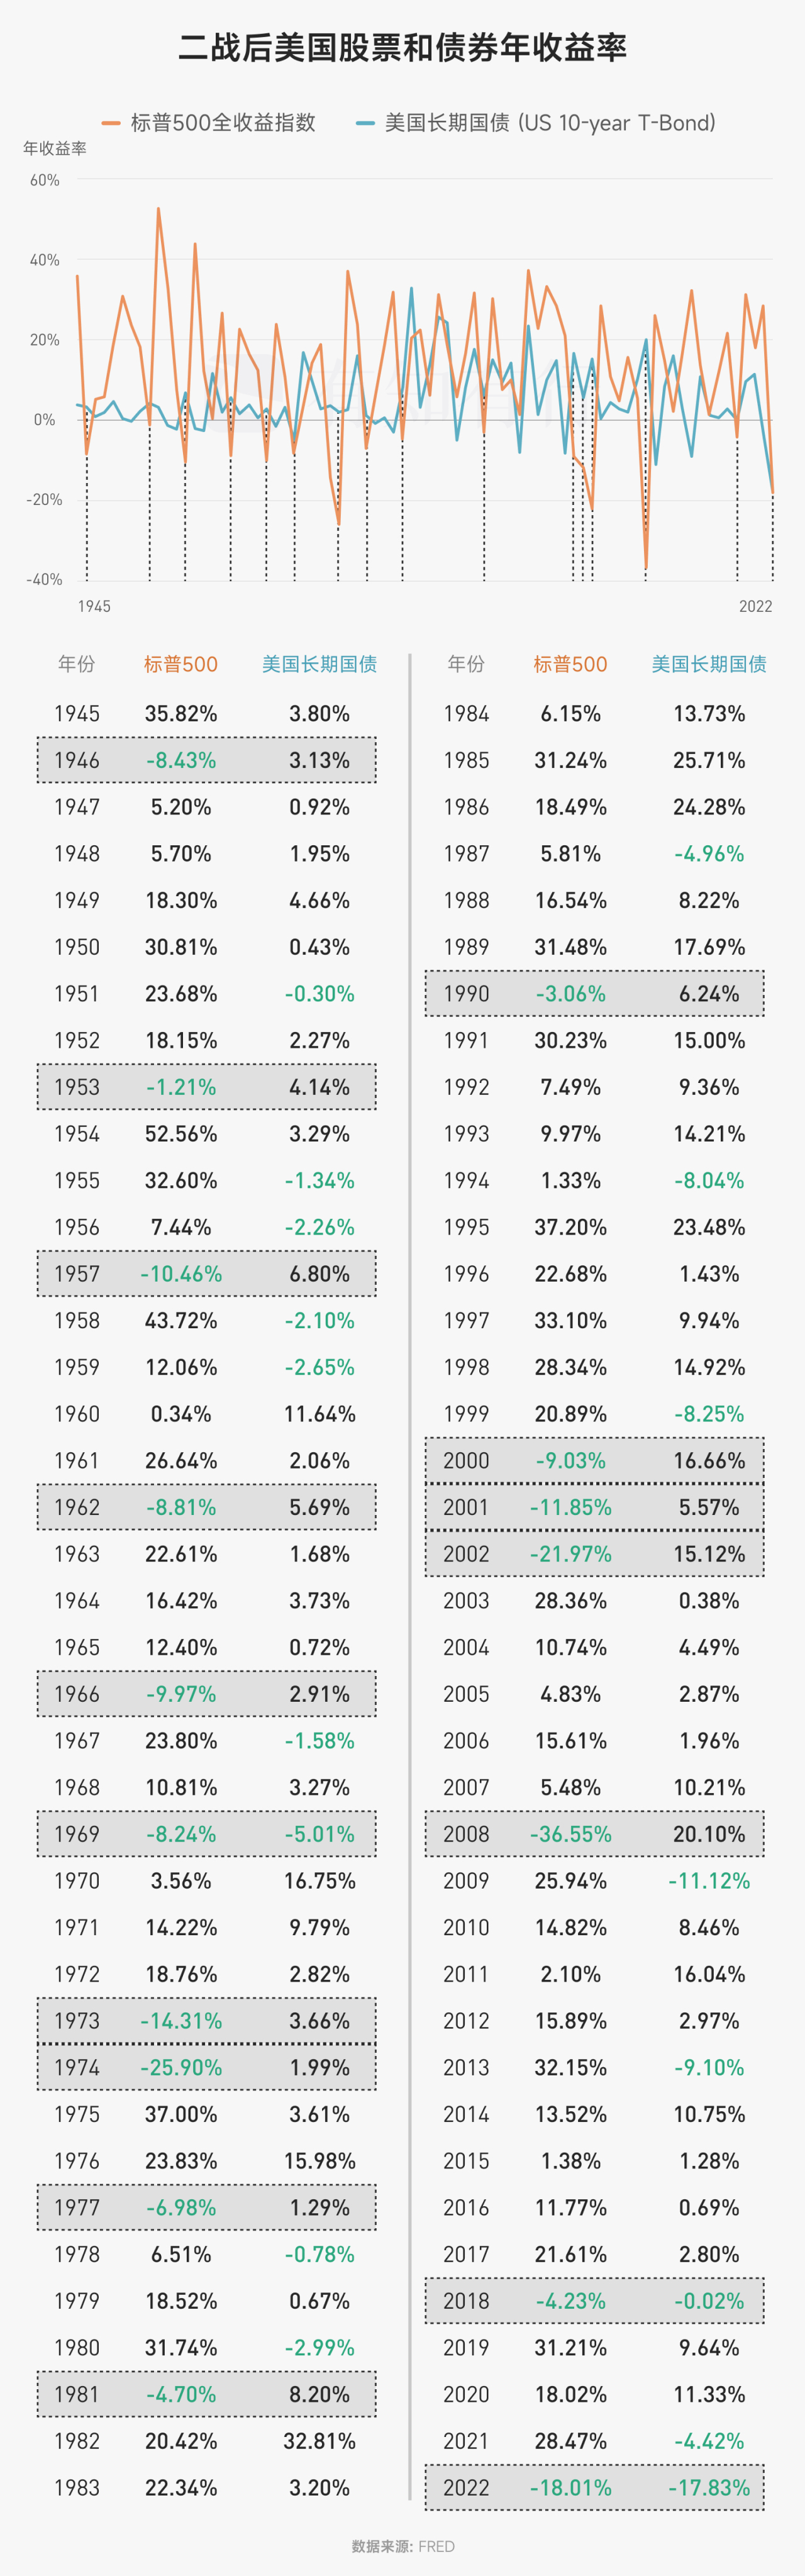 二战后美国股票和债券年收益率
标普500全收益指数 美国长期国债 (US 10-year T-Bond)
年收益率
60%
40%
20%
0%
-20%
-40%
1945 2022
年份 标普500 美国长期国债 年份 标普500 美国长期国债
1945 35.82% 3.80% 1984 6.15% 13.73%
1946 -8.43% 3.13% 1985 31.24% 25.71%
1947 5.20% 0.92% 1986 18.49% 24.28%
1948 5.70% 1.95% 1987 5.81% -4.96%
1949 18.30% 4.66% 1988 16.54% 8.22%
1950 30.81% 0.43% 1989 31.48% 17.69%
1951 23.68% -0.30% 1990 -3.06% 6.24%
1952 18.15% 2.27% 1991 30.23% 15.00%
1953 -1.21% 4.14% 1992 7.49% 9.36%
1954 52.56% 3.29% 1993 9.97% 14.21%
1955 32.60% -1.34% 1994 1.33% -8.04%
1956 7.44% -2.26% 1995 37.20% 23.48%
1957 -10.46% 6.80% 1996 22.68% 1.43%
1958 43.72% -2.10% 1997 33.10% 9.94%
1959 12.06% -2.65% 1998 28.34% 14.92%
1960 0.34% 11.64% 1999 20.89% -8.25%
1961 26.64% 2.06% 2000 -9.03% 16.66%
1962 -8.81% 5.69% 2001 -11.85% 5.57%
1963 22.61% 1.68% 2002 -21.97% 15.12%
1964 16.42% 3.73% 2003 28.36% 0.38%
1965 12.40% 0.72% 2004 10.74% 4.49%
1966 -9.97% 2.91% 2005 4.83% 2.87%
1967 23.80% -1.58% 2006 15.61% 1.96%
1968 10.81% 3.27% 2007 5.48% 10.21%
1969 -8.24% -5.01% 2008 -36.55% 20.10%
1970 3.56% 16.75% 2009 25.94% -11.12%
1971 14.22% 9.79% 2010 14.82% 8.46%
1972 18.76% 2.82% 2011 2.10% 16.04%
1973 -14.31% 3.66% 2012 15.89% 2.97%
1974 -25.90% 1.99% 2013 32.15% -9.10%
1975 37.00% 3.61% 2014 13.52% 10.75%
1976 23.83% 15.98% 2015 1.38% 1.28%
1977 -6.98% 1.29% 2016 11.77% 0.69%
1978 6.51% -0.78% 2017 21.61% 2.80%
1979 18.52% 0.67% 2018 -4.23% -0.02%
1980 31.74% -2.99% 2019 31.21% 9.64%
1981 -4.70% 8.20% 2020 18.02% 11.33%
1982 20.42% 32.81% 2021 28.47% -4.42%
1983 22.34% 3.20% 2022 -18.01% -17.83%
数据来源: FRED